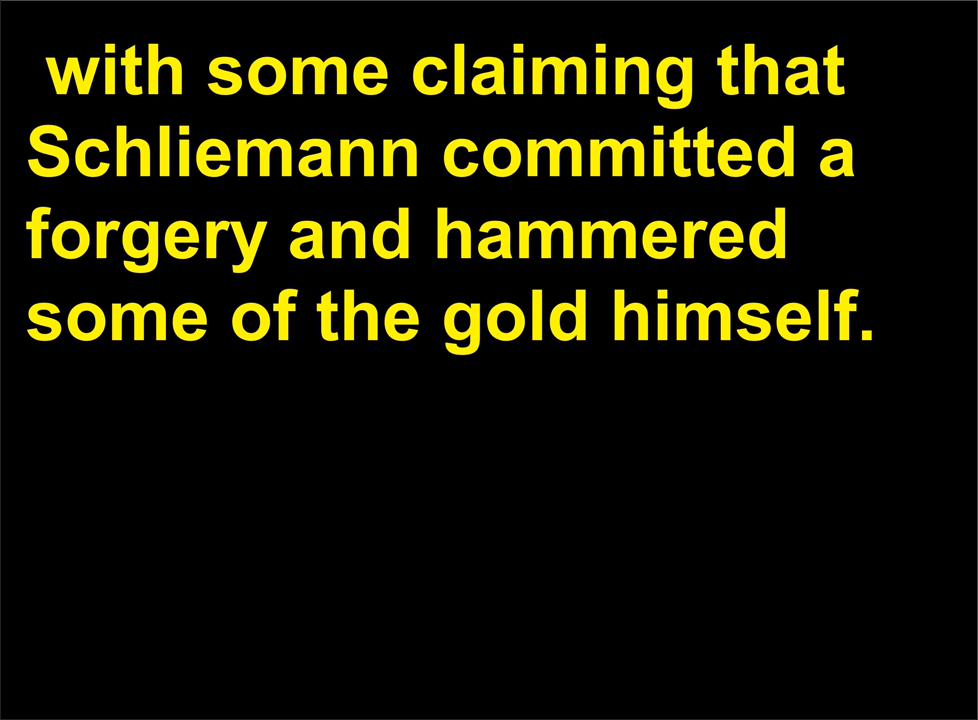 with some claiming that
Schliemann committed a
forgery and hammered
some of the gold himself.